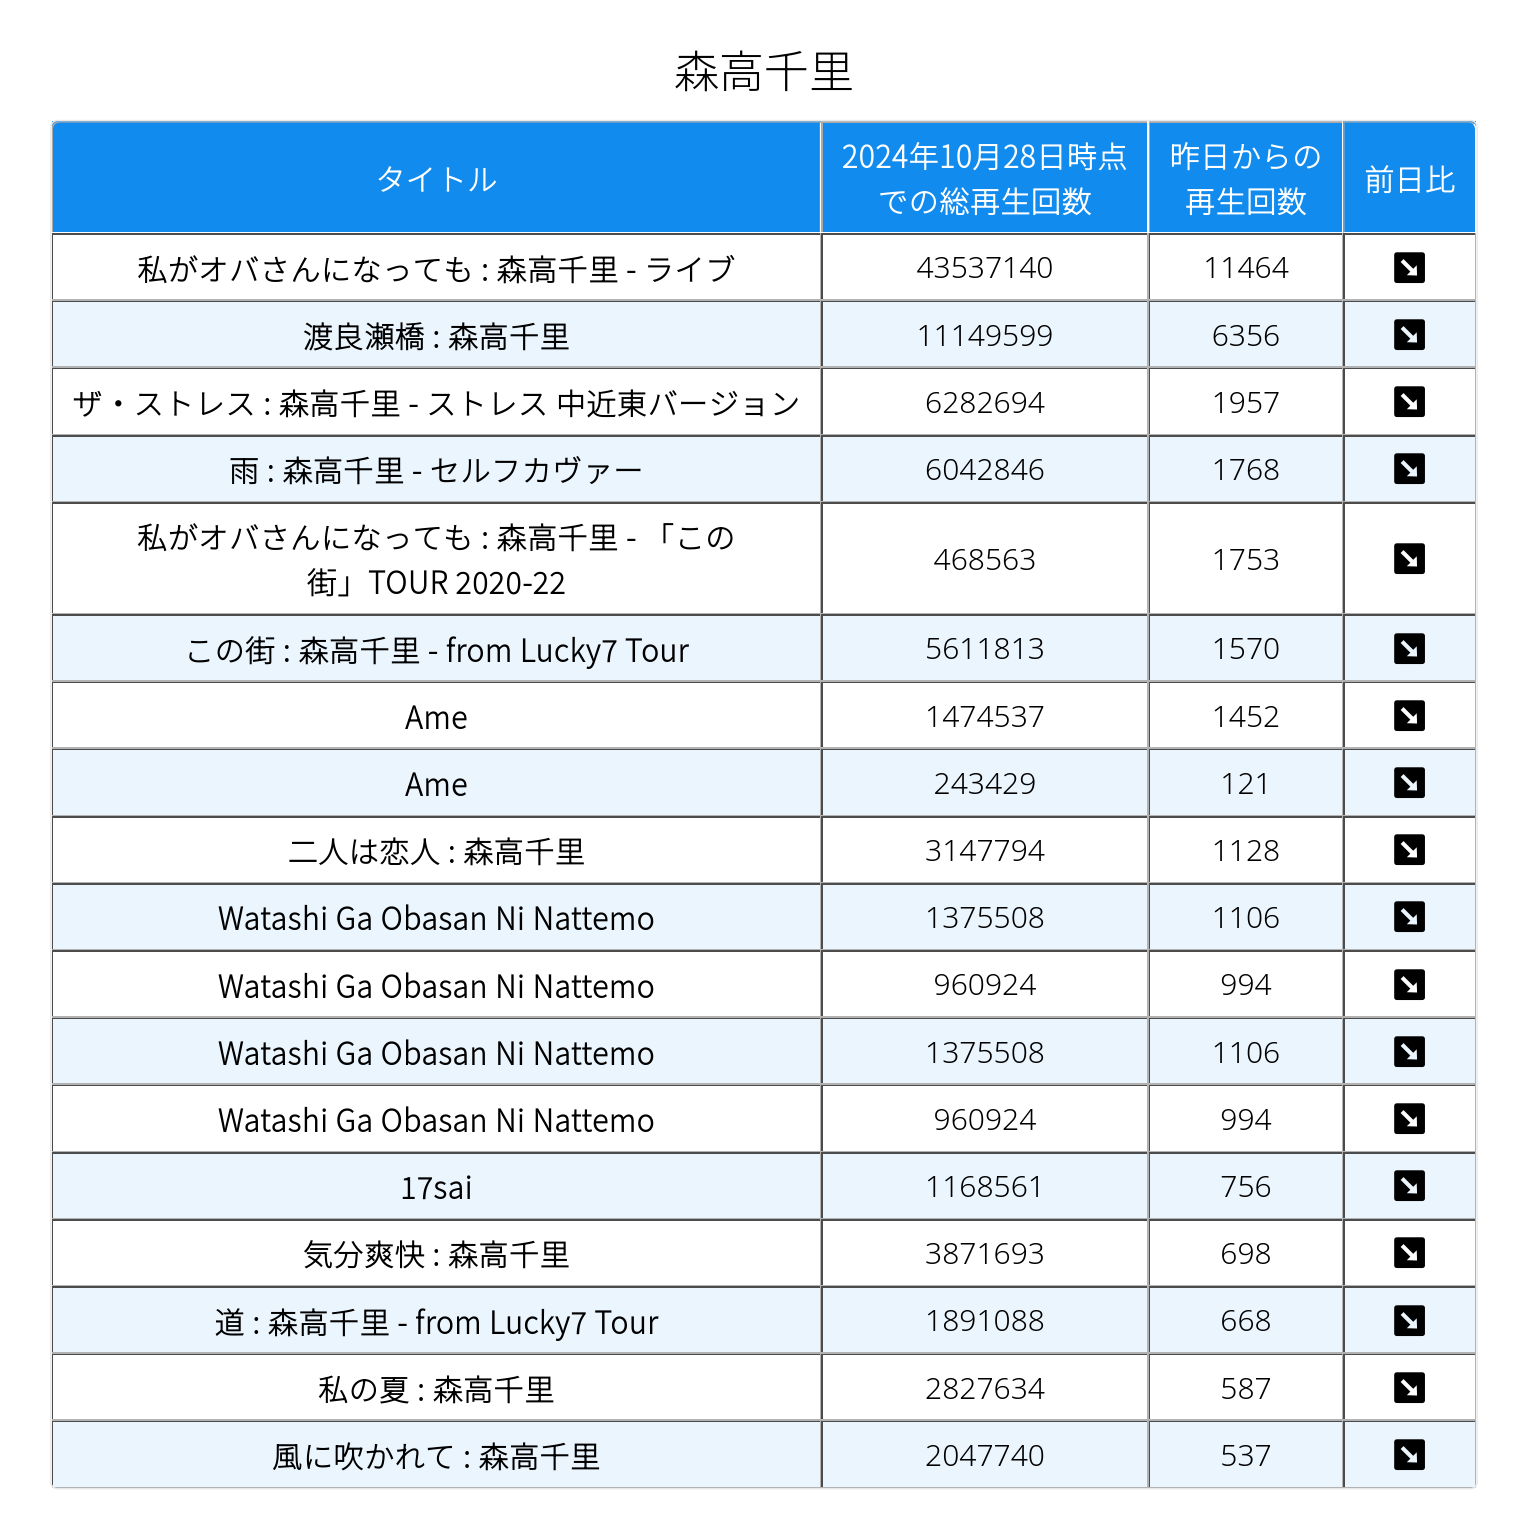 森高千里
タイトル
2024年10月28日時点
での総再生回数
昨日からの
再生回数
前日比
私がオバさんになっても : 森高千里 - ライブ 43537140 11464
渡良瀬橋 : 森高千里 11149599 6356
ザ・ストレス : 森高千里 - ストレス 中近東バージョン 6282694 1957
雨 : 森高千里 - セルフカヴァー 6042846 1768
私がオバさんになっても : 森高千里 - 「この
街」TOUR 2020-22 468563 1753
この街 : 森高千里 - from Lucky7 Tour 5611813 1570
Ame 1474537 1452
Ame 243429 121
二人は恋人 : 森高千里 3147794 1128
Watashi Ga Obasan Ni Nattemo 1375508 1106
Watashi Ga Obasan Ni Nattemo 960924 994
Watashi Ga Obasan Ni Nattemo 1375508 1106
Watashi Ga Obasan Ni Nattemo 960924 994
17sai 1168561 756
気分爽快 : 森高千里 3871693 698
道 : 森高千里 - from Lucky7 Tour 1891088 668
私の夏 : 森高千里 2827634 587
風に吹かれて : 森高千里 2047740 537